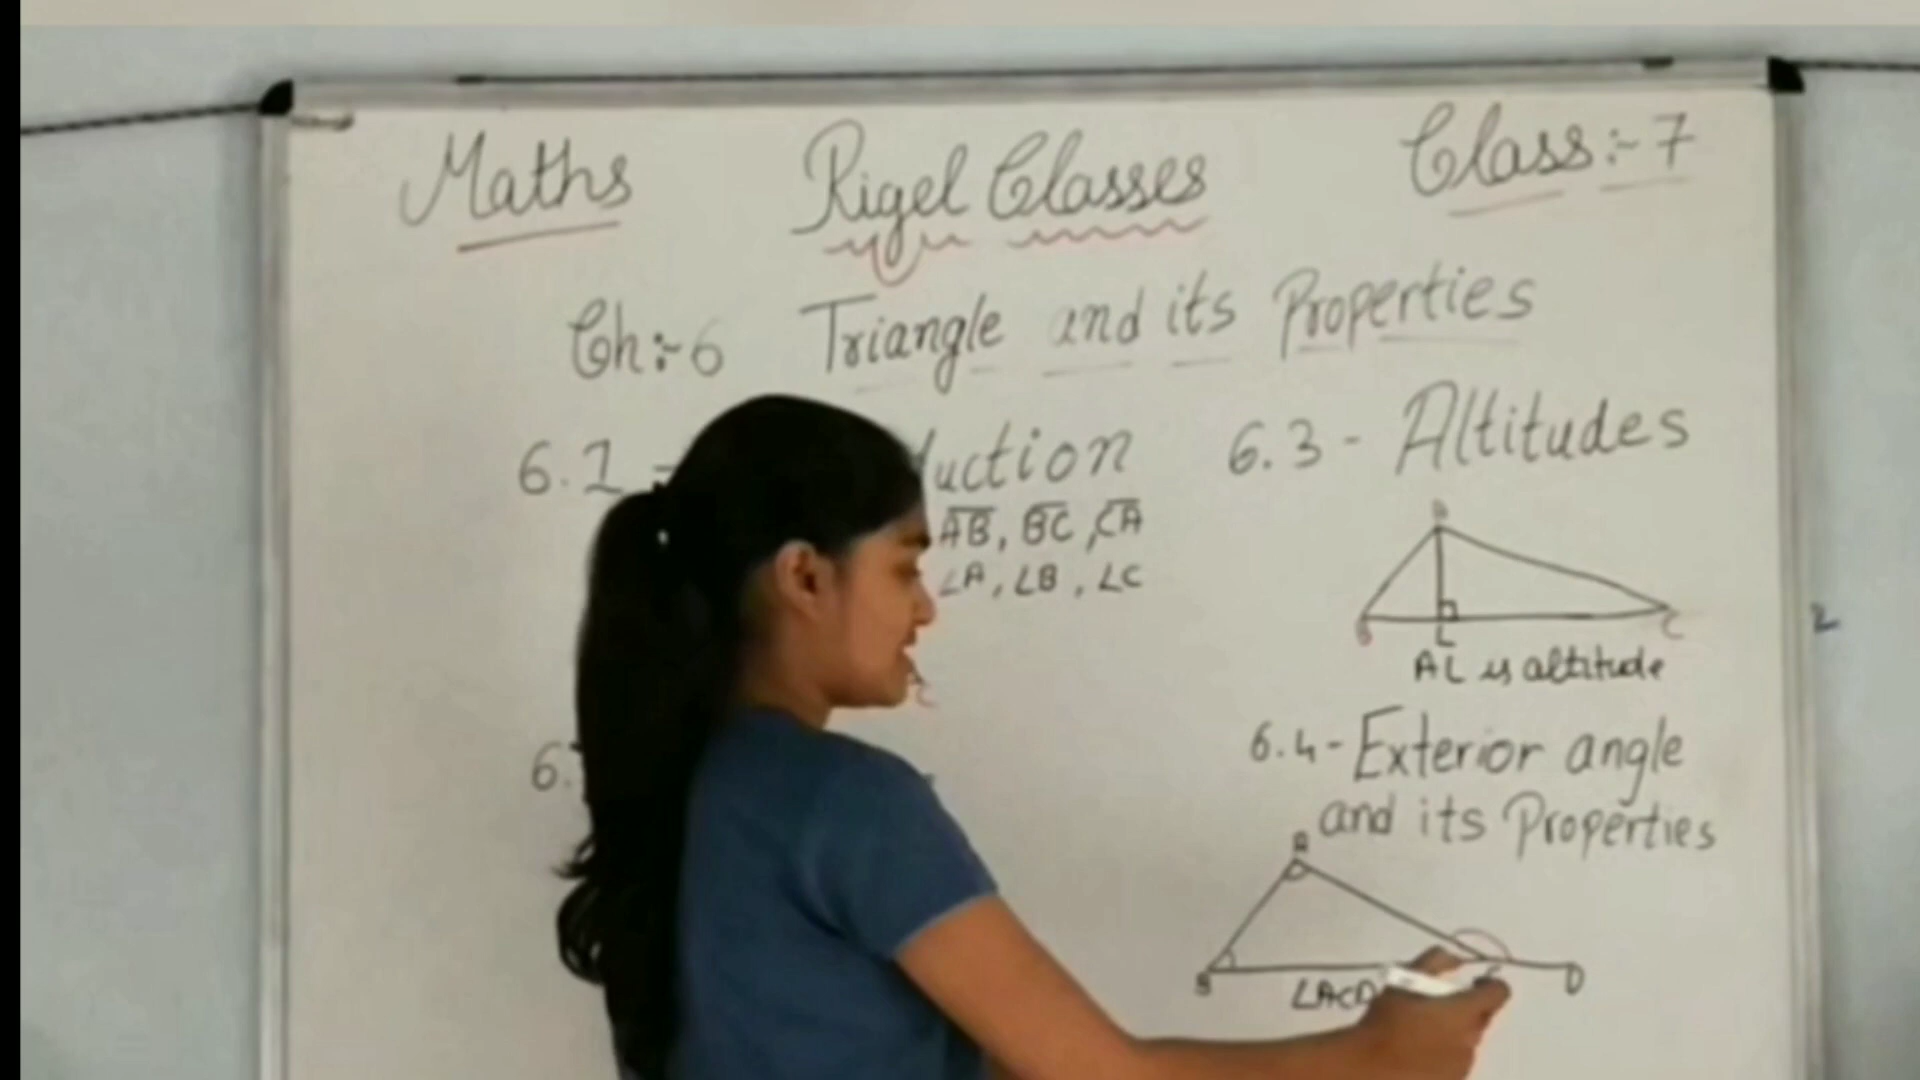 Maths Rigel Classes Class:-7
Ch:-6 Triangle and its Properties
6.1 -
AB, BC, CA
∠A, ∠B, ∠C
6.3 - Altitudes
B L C
AL is altitude
6.4 - Exterior angle
and its Properties
A
B C D
∠ACD